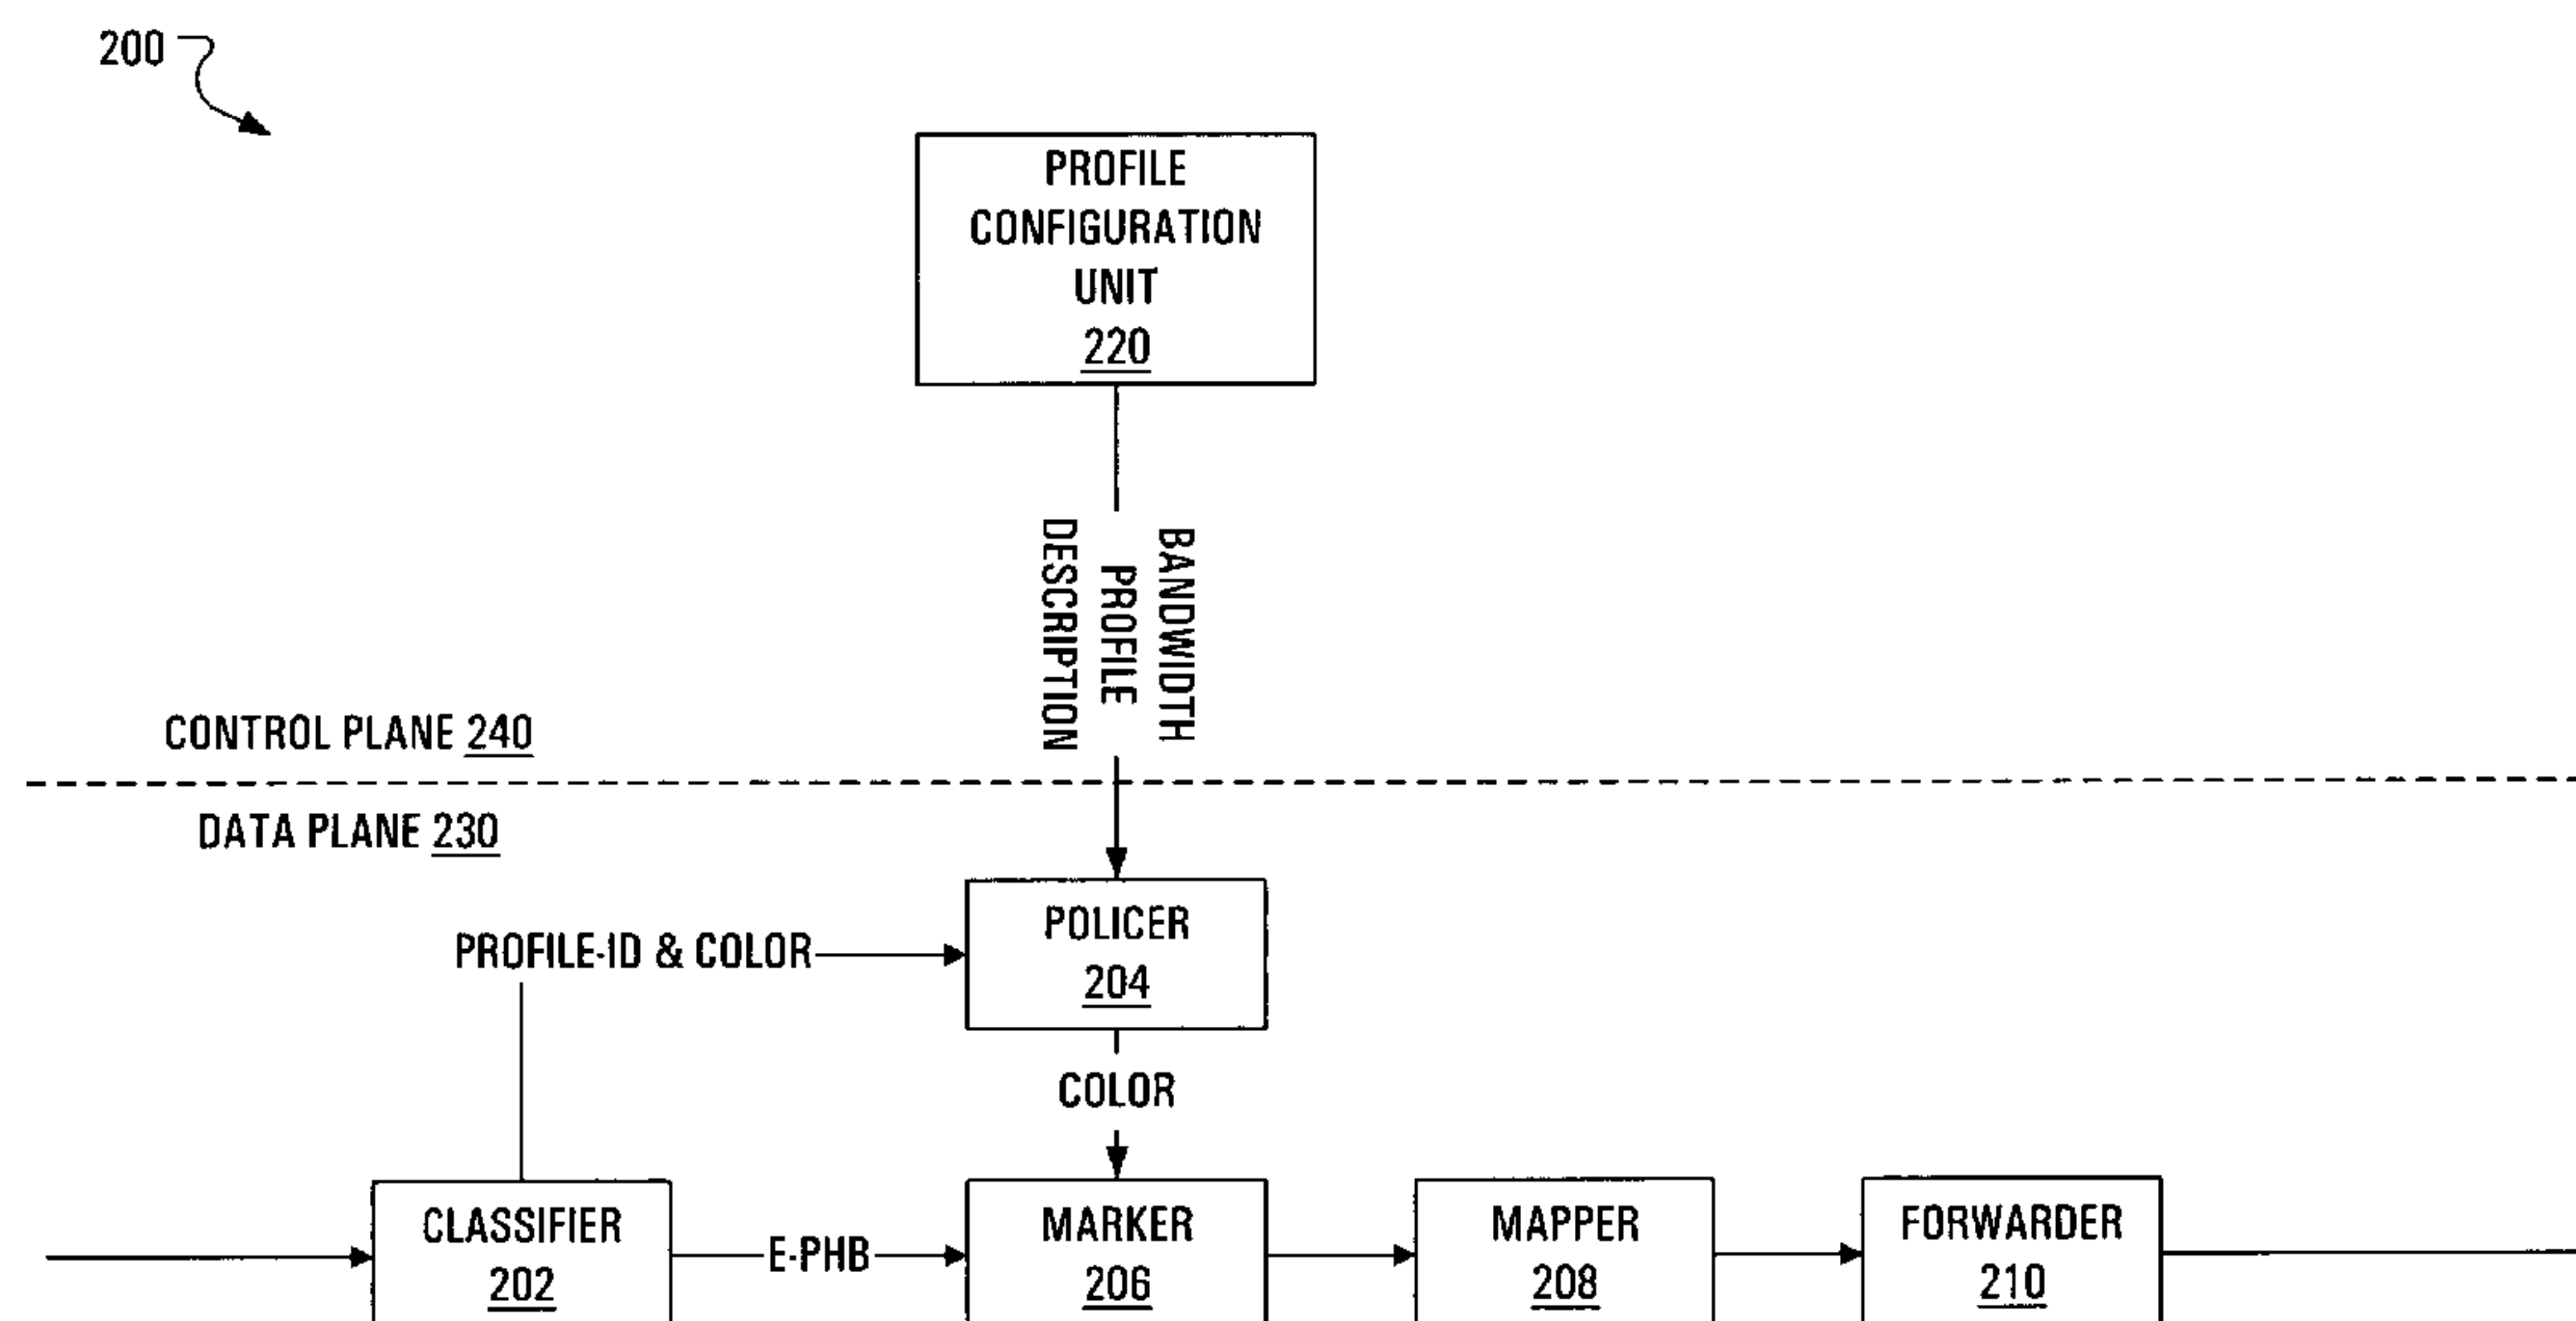 200
PROFILE
CONFIGURATION
UNIT
220
BANDWIDTH
PROFILE
DESCRIPTION
CONTROL PLANE 240
DATA PLANE 230
POLICER
204
PROFILE-ID & COLOR
COLOR
CLASSIFIER
202
E-PHB
MARKER
206
MAPPER
208
FORWARDER
210